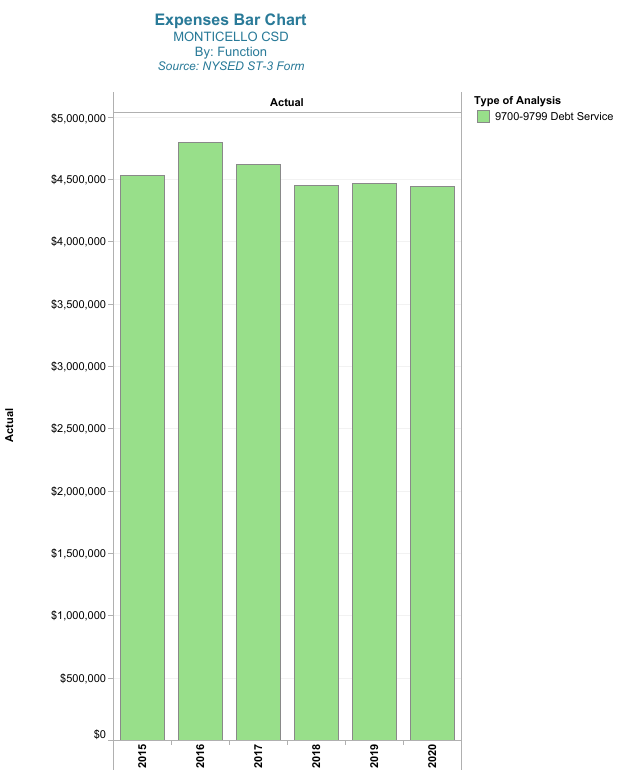 Expenses Bar Chart
MONTICELLO CSD
By: Function
Source: NYSED ST-3 Form
Actual
Type of Analysis
9700-9799 Debt Service
$5,000,000
$4,500,000
$4,000,000
$3,500,000
$3,000,000
$2,500,000
$2,000,000
$1,500,000
$1,000,000
$500,000
$0
Actual
2015
2016
2017
2018
2019
2020